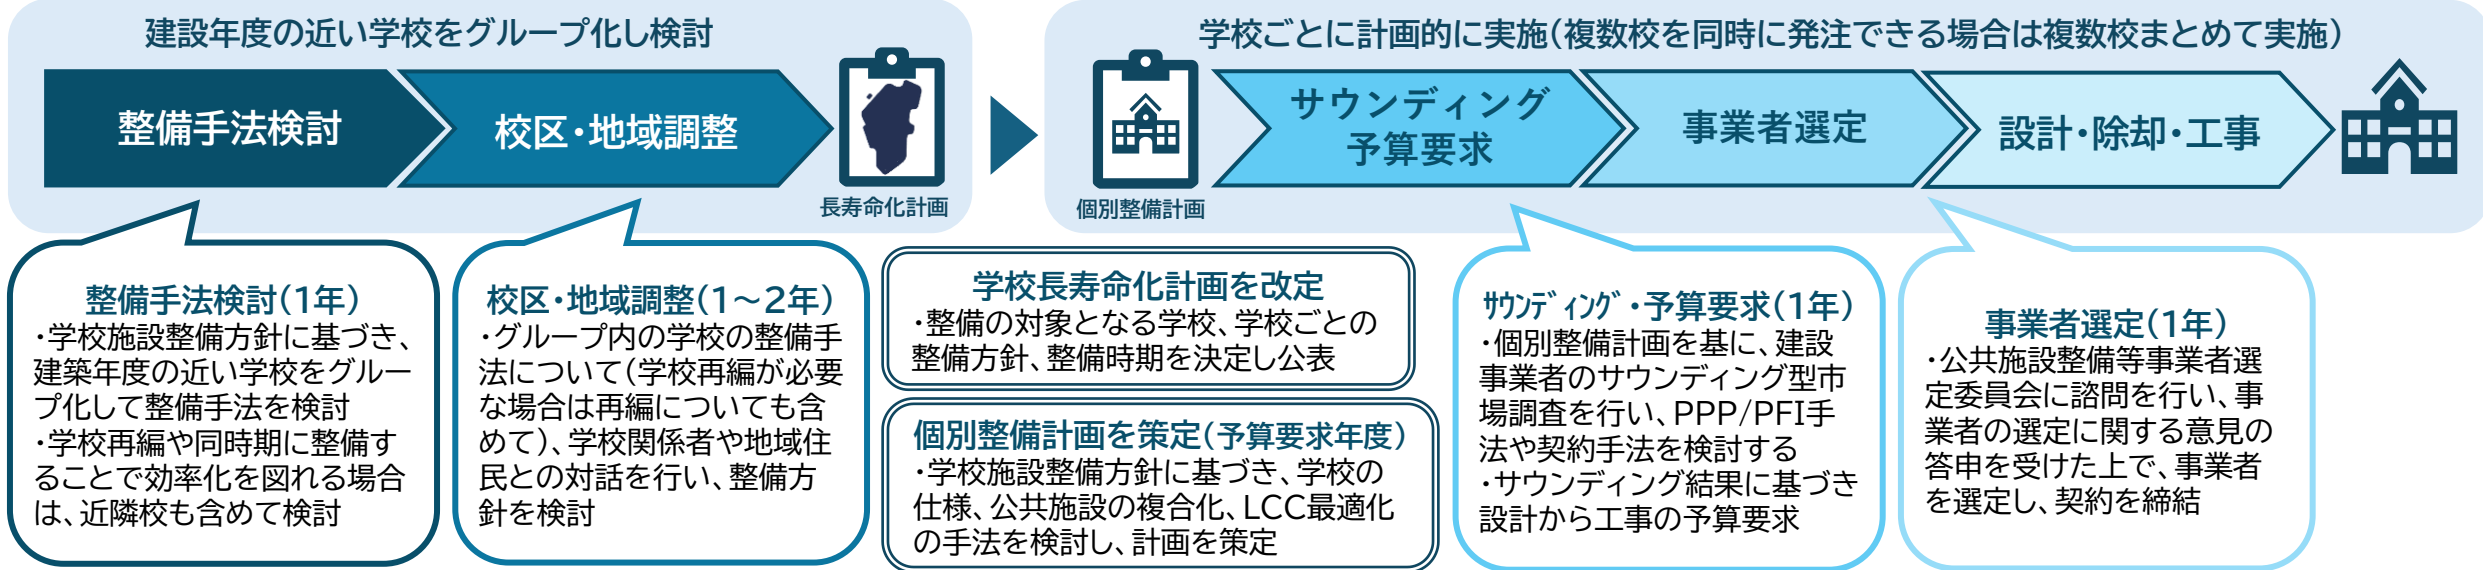 建設年度の近い学校をグループ化し検討
学校ごとに計画的に実施(複数校を同時に発注できる場合は複数校まとめて実施)
整備手法検討
校区・地域調整
長寿命化計画
個別整備計画
サウンディング
予算要求
事業者選定
設計・除却・工事
整備手法検討(1年)
・学校施設整備方針に基づき、
建築年度の近い学校をグルー
プ化して整備手法を検討
・学校再編や同時期に整備す
ることで効率化を図れる場合
は、近隣校も含めて検討
校区・地域調整(1～2年)
・グループ内の学校の整備手
法について(学校再編が必要
な場合は再編についても含
めて)、学校関係者や地域住
民との対話を行い、整備方
針を検討
学校長寿命化計画を改定
・整備の対象となる学校、学校ごとの
整備方針、整備時期を決定し公表
個別整備計画を策定(予算要求年度)
・学校施設整備方針に基づき、学校の
仕様、公共施設の複合化、LCC最適化
の手法を検討し、計画を策定
ｻｳﾝﾃﾞｨﾝｸﾞ・予算要求(1年)
・個別整備計画を基に、建設
事業者のサウンディング型市
場調査を行い、PPP/PFI手
法や契約手法を検討する
・サウンディング結果に基づき
設計から工事の予算要求
事業者選定(1年)
・公共施設整備等事業者選
定委員会に諮問を行い、事
業者の選定に関する意見の
答申を受けた上で、事業者
を選定し、契約を締結